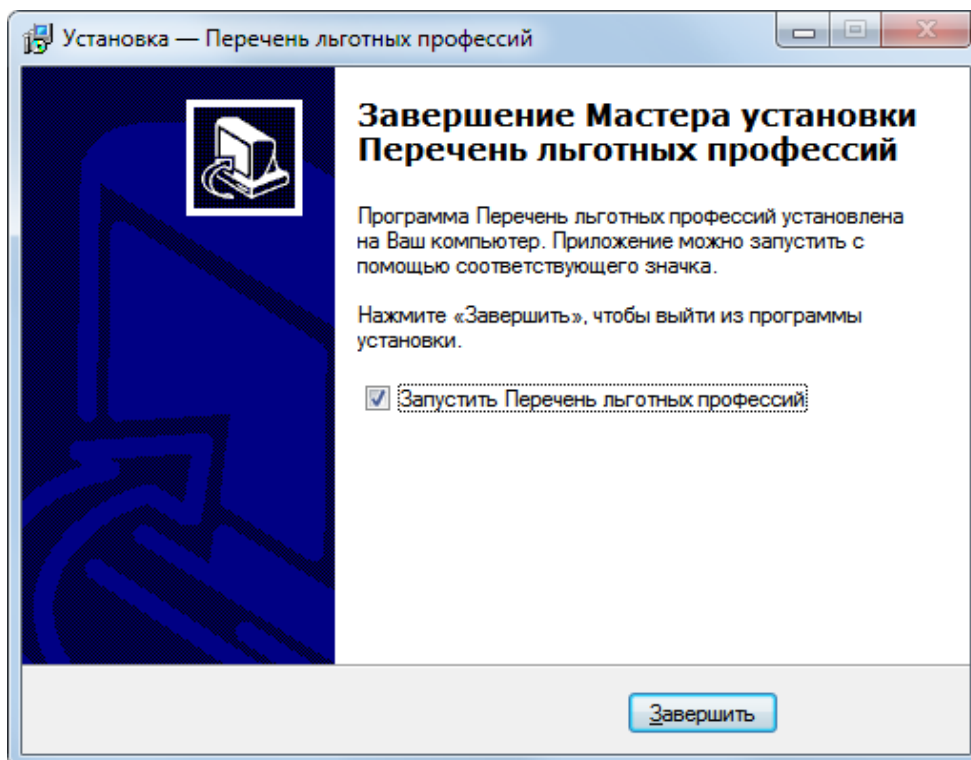 Установка — Перечень льготных профессий
Завершение Мастера установки
Перечень льготных профессий
Программа Перечень льготных профессий установлена
на Ваш компьютер. Приложение можно запустить с
помощью соответствующего значка.
Нажмите «Завершить», чтобы выйти из программы
установки.
Запустить Перечень льготных профессий
Завершить